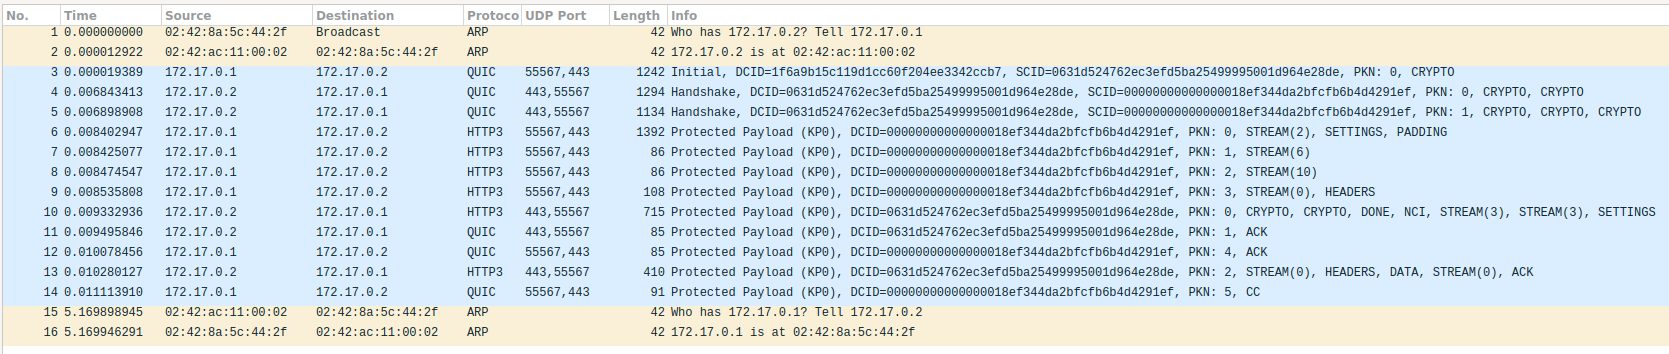 No. Time Source Destination Protoco UDP Port Length Info
1 0.000000000 02:42:8a:5c:44:2f Broadcast ARP 42 Who has 172.17.0.2? Tell 172.17.0.1
2 0.000012922 02:42:ac:11:00:02 02:42:8a:5c:44:2f ARP 42 172.17.0.2 is at 02:42:ac:11:00:02
3 0.000019389 172.17.0.1 172.17.0.2 QUIC 55567,443 1242 Initial, DCID=1f6a9b15c119d1cc60f204ee3342ccb7, SCID=0631d524762ec3efd5ba25499995001d964e28de, PKN: 0, CRYPTO
4 0.006843413 172.17.0.2 172.17.0.1 QUIC 443,55567 1294 Handshake, DCID=0631d524762ec3efd5ba25499995001d964e28de, SCID=00000000000000018ef344da2bfcfb6b4d4291ef, PKN: 0, CRYPTO, CRYPTO
5 0.006898908 172.17.0.2 172.17.0.1 QUIC 443,55567 1134 Handshake, DCID=0631d524762ec3efd5ba25499995001d964e28de, SCID=00000000000000018ef344da2bfcfb6b4d4291ef, PKN: 1, CRYPTO, CRYPTO, CRYPTO
6 0.008402947 172.17.0.1 172.17.0.2 HTTP3 55567,443 1392 Protected Payload (KP0), DCID=00000000000000018ef344da2bfcfb6b4d4291ef, PKN: 0, STREAM(2), SETTINGS, PADDING
7 0.008425077 172.17.0.1 172.17.0.2 HTTP3 55567,443 86 Protected Payload (KP0), DCID=00000000000000018ef344da2bfcfb6b4d4291ef, PKN: 1, STREAM(6)
8 0.008474547 172.17.0.1 172.17.0.2 HTTP3 55567,443 86 Protected Payload (KP0), DCID=00000000000000018ef344da2bfcfb6b4d4291ef, PKN: 2, STREAM(10)
9 0.008535808 172.17.0.1 172.17.0.2 HTTP3 55567,443 108 Protected Payload (KP0), DCID=00000000000000018ef344da2bfcfb6b4d4291ef, PKN: 3, STREAM(0), HEADERS
10 0.009332936 172.17.0.2 172.17.0.1 HTTP3 443,55567 715 Protected Payload (KP0), DCID=0631d524762ec3efd5ba25499995001d964e28de, PKN: 0, CRYPTO, CRYPTO, DONE, NCI, STREAM(3), STREAM(3), SETTINGS
11 0.009495846 172.17.0.2 172.17.0.1 QUIC 443,55567 85 Protected Payload (KP0), DCID=0631d524762ec3efd5ba25499995001d964e28de, PKN: 1, ACK
12 0.010078456 172.17.0.1 172.17.0.2 QUIC 55567,443 85 Protected Payload (KP0), DCID=00000000000000018ef344da2bfcfb6b4d4291ef, PKN: 4, ACK
13 0.010280127 172.17.0.2 172.17.0.1 HTTP3 443,55567 410 Protected Payload (KP0), DCID=0631d524762ec3efd5ba25499995001d964e28de, PKN: 2, STREAM(0), HEADERS, DATA, STREAM(0), ACK
14 0.011113910 172.17.0.1 172.17.0.2 QUIC 55567,443 91 Protected Payload (KP0), DCID=00000000000000018ef344da2bfcfb6b4d4291ef, PKN: 5, CC
15 5.169898945 02:42:ac:11:00:02 02:42:8a:5c:44:2f ARP 42 Who has 172.17.0.1? Tell 172.17.0.2
16 5.169946291 02:42:8a:5c:44:2f 02:42:ac:11:00:02 ARP 42 172.17.0.1 is at 02:42:8a:5c:44:2f